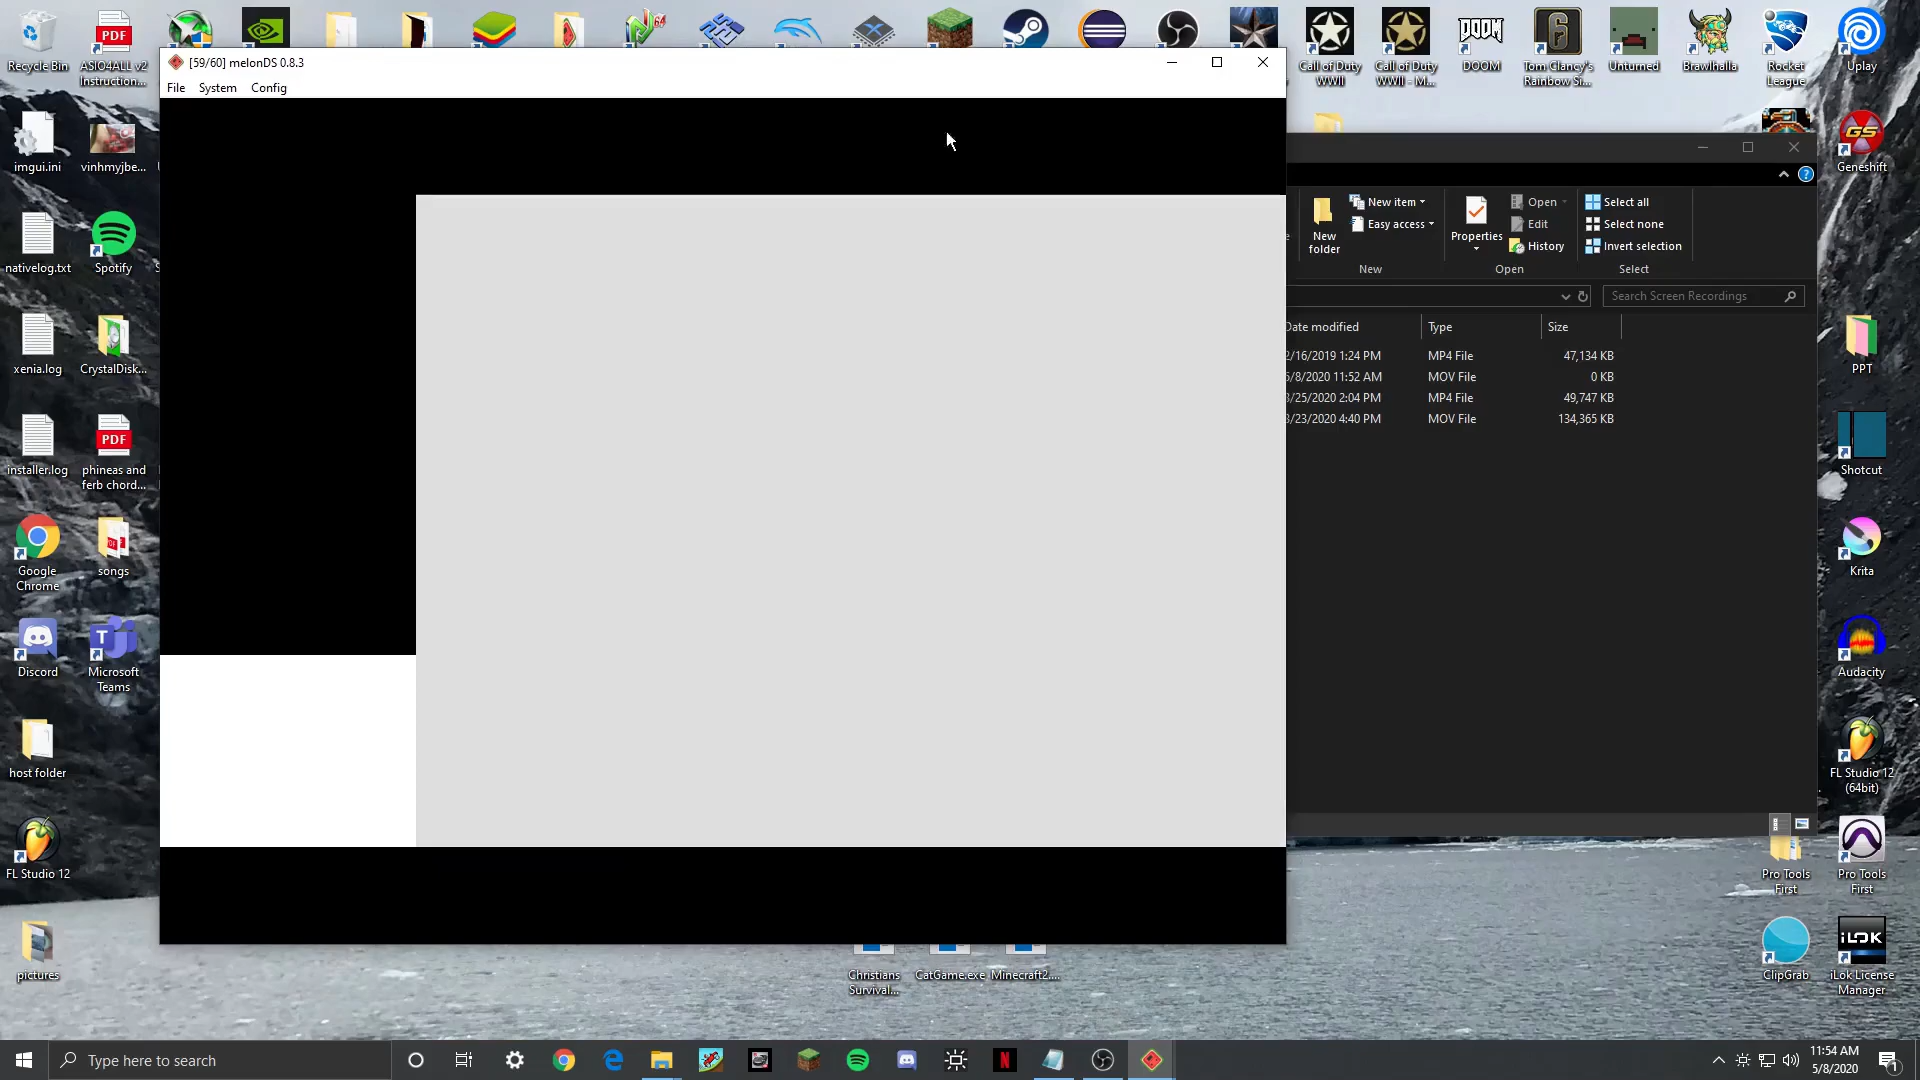 Recycle Bin
PDF
ASIO4ALL v2
Instruction...
64
Call of Duty
WWII
Call of Duty
WWII - M...
DOOM
DOOM
6
Tom Clancy's
Rainbow Si...
Unturned
Brawlhalla
Rocket
League
Uplay
[59/60] melonDS 0.8.3
File System Config
imgui.ini
vinhmyjbe...
GS
Geneshift
New
folder
New item
Easy access
New
Properties
Open
Edit
History
Open
Select all
Select none
Invert selection
Select
nativelog.txt
Spotify
Search Screen Recordings
Date modified Type Size
2/16/2019 1:24 PM MP4 File 47,134 KB
5/8/2020 11:52 AM MOV File 0 KB
3/25/2020 2:04 PM MP4 File 49,747 KB
3/23/2020 4:40 PM MOV File 134,365 KB
xenia.log
CrystalDisk...
PPT
installer.log
PDF
phineas and
ferb chord...
Shotcut
Google
Chrome
songs
Krita
Discord
Microsoft
Teams
Audacity
host folder
FL Studio 12
(64bit)
FL Studio 12
Pro Tools
First
Pro Tools
First
pictures
Christians
Survival...
CatGame.exe
Minecraft2....
ClipGrab
iLOK
iLok License
Manager
Type here to search
11:54 AM
5/8/2020
1